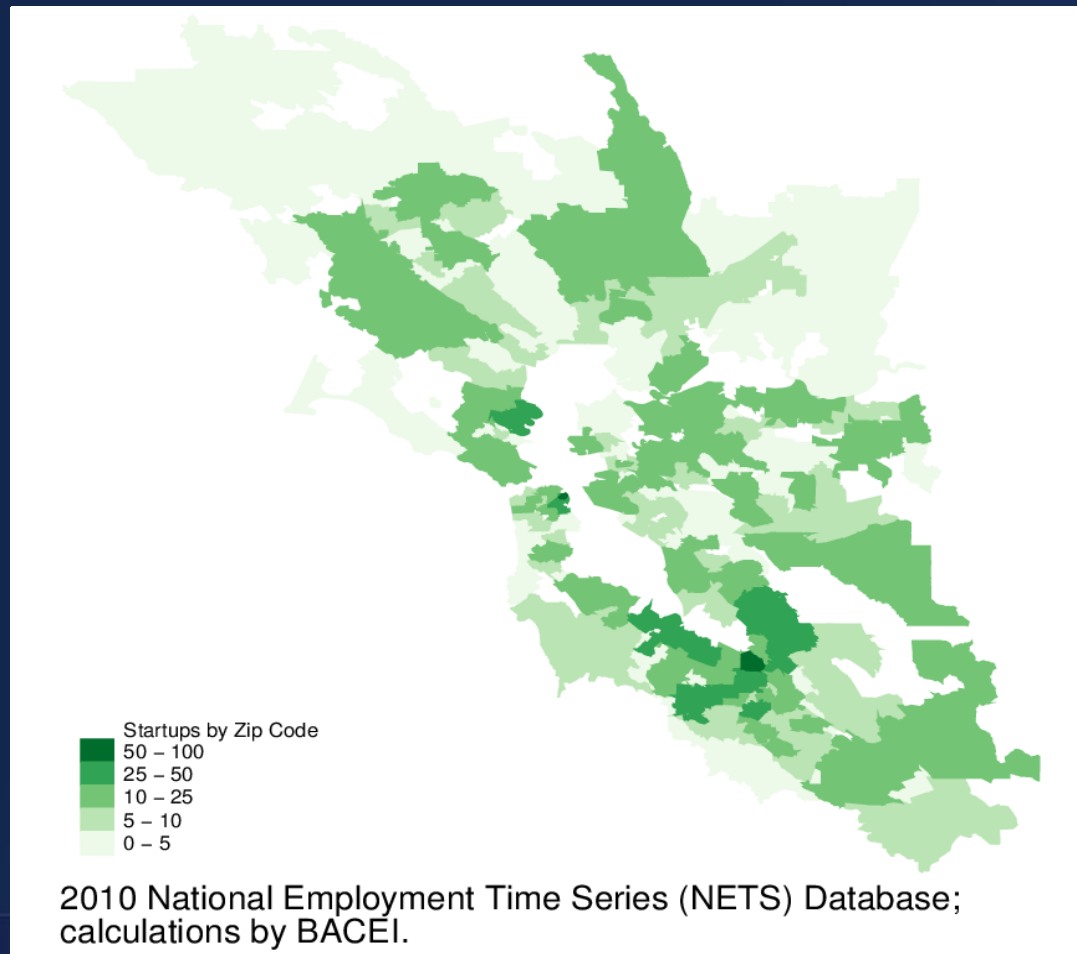 Startups by Zip Code
50 – 100
25 – 50
10 – 25
5 – 10
0 – 5
2010 National Employment Time Series (NETS) Database;
calculations by BACEI.